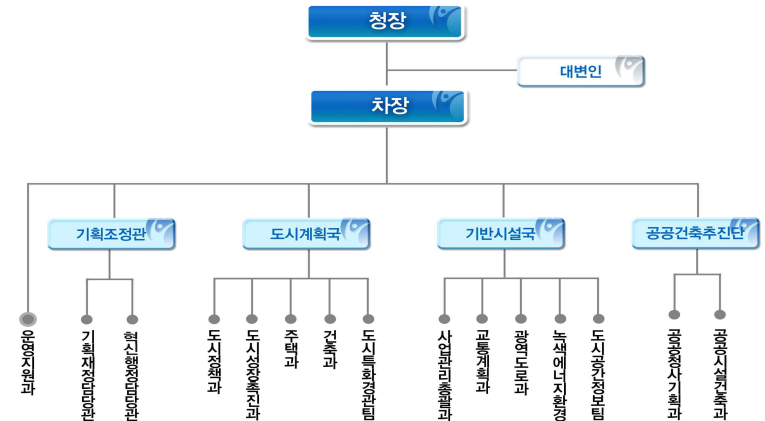 청장
대변인
차장
기획조정관
도시계획국
기반시설국
공공건축추진단
운영지원과
기획재정담당관
혁신행정담당관
도시정책과
도시성장촉진과
주택과
건축과
도시특화경관팀
사업관리총괄과
교통계획과
광역도로과
녹색에너지환경
도시공간정보팀
공공청사기획과
공공시설건축과